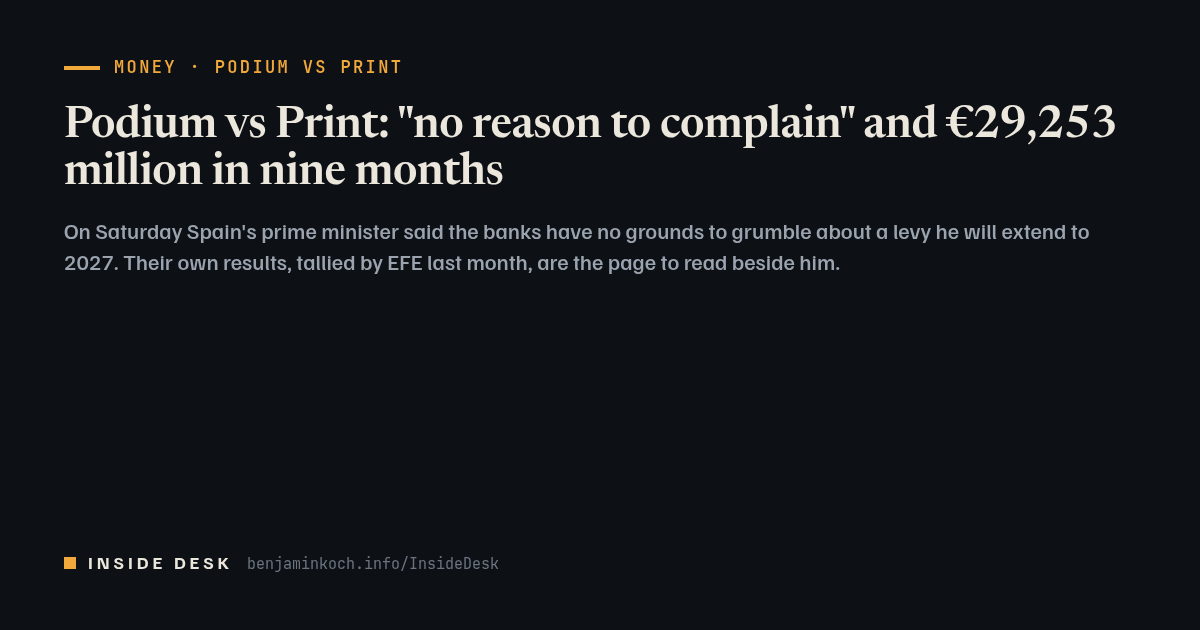 MONEY · PODIUM VS PRINT
Podium vs Print: "no reason to complain" and €29,253
million in nine months
On Saturday Spain's prime minister said the banks have no grounds to grumble about a levy he will extend to
2027. Their own results, tallied by EFE last month, are the page to read beside him.
INSIDE DESK benjaminkoch.info/InsideDesk